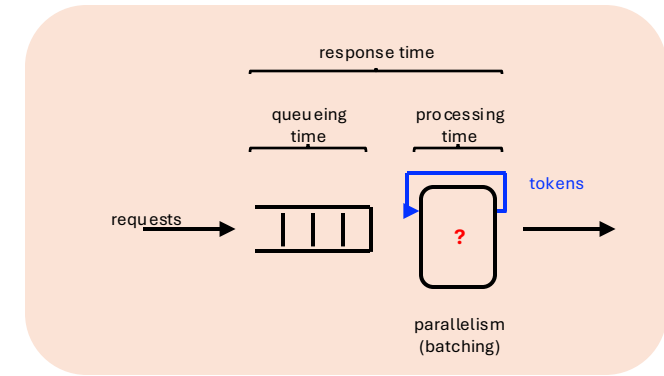 response time
queueing
time
processing
time
tokens
requests
?
parallelism
(batching)